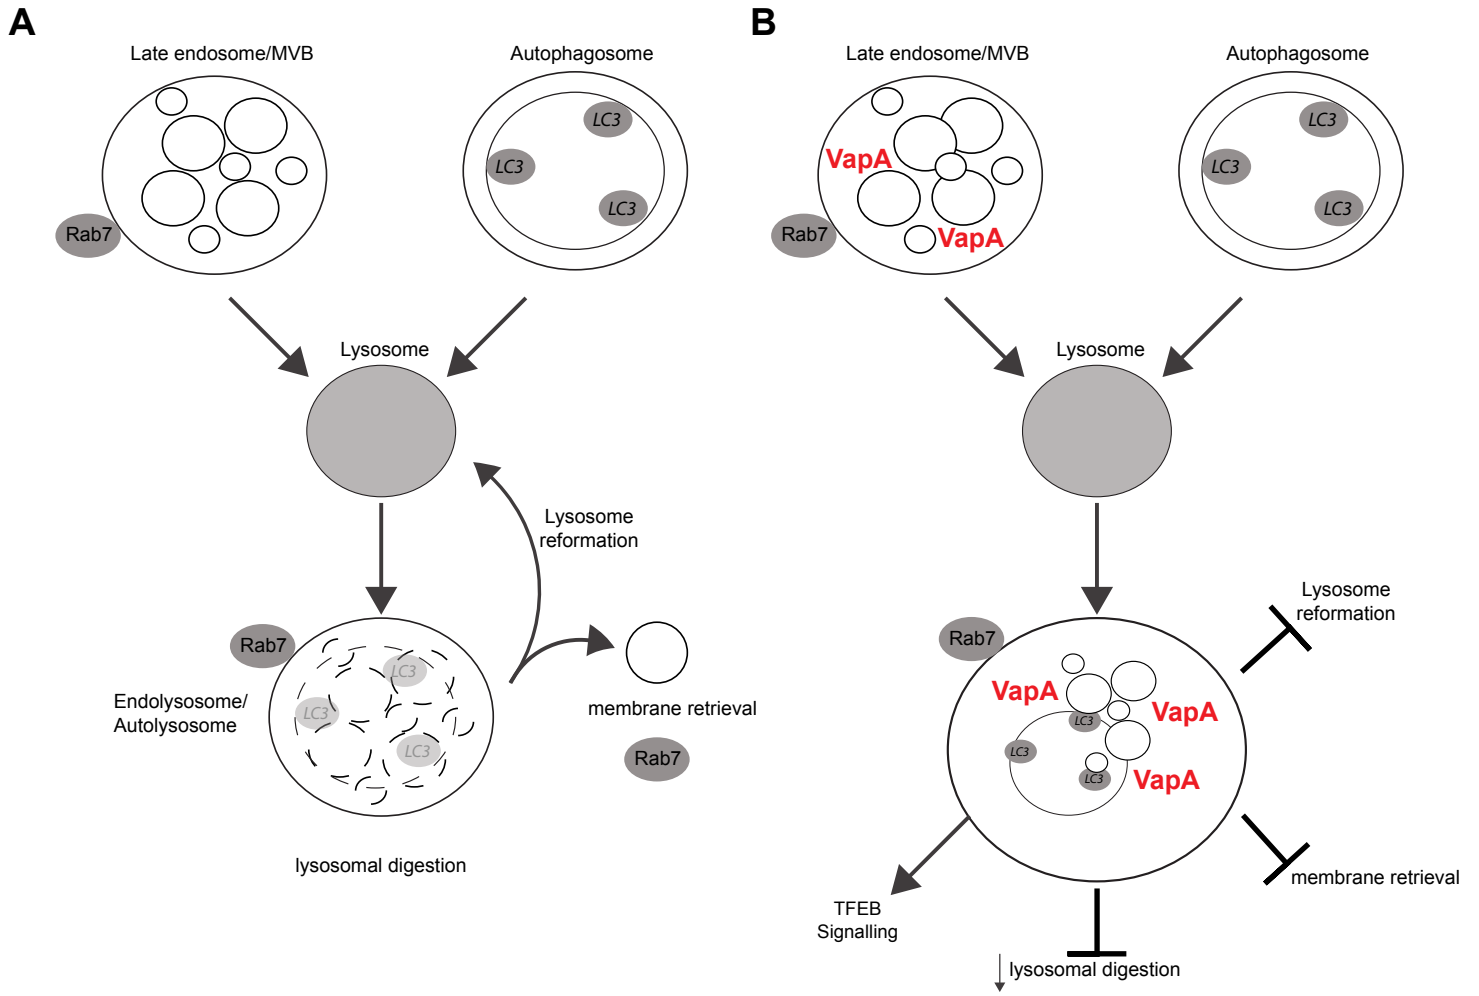 A
Late endosome/MVB
Autophagosome
LC3
LC3
LC3
Rab7
Lysosome
Lysosome
reformation
Rab7
LC3
LC3
LC3
Endolysosome/
Autolysosome
membrane retrieval
Rab7
lysosomal digestion
B
Late endosome/MVB
Autophagosome
VapA
VapA
LC3
LC3
LC3
Rab7
Lysosome
Lysosome
reformation
Rab7
VapA
VapA
LC3
LC3
LC3
VapA
membrane retrieval
TFEB
Signalling
lysosomal digestion